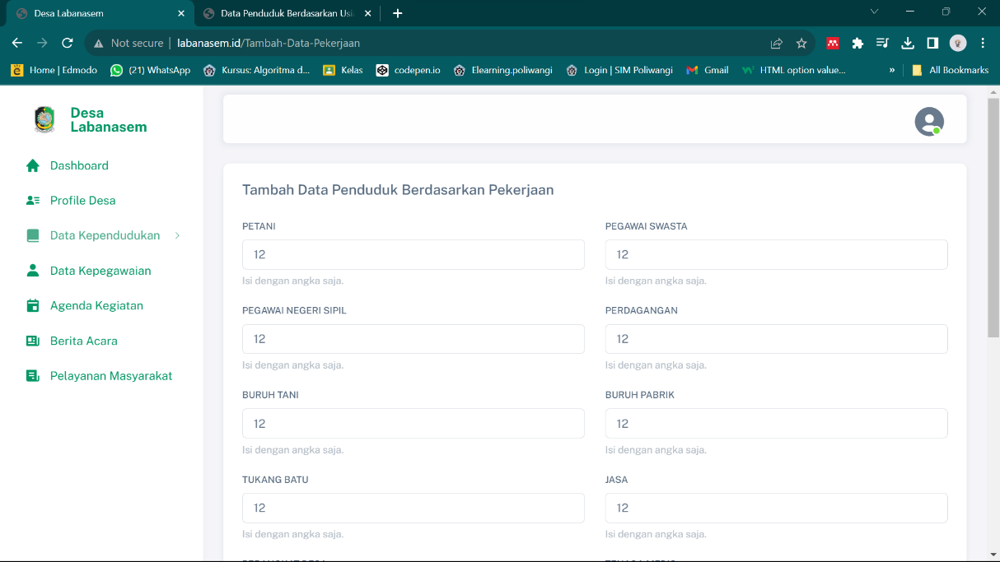 Desa Labanasem
Data Penduduk Berdasarkan Usi
Not secure
labanasem.id/Tambah-Data-Pekerjaan
Home | Edmodo
(21) WhatsApp
Kursus: Algoritma d...
Kelas
codepen.io
Elearning.poliwangi
Login | SIM Poliwangi
Gmail
HTML option value...
»
All Bookmarks
Desa
Labanasem
Dashboard
Profile Desa
Data Kependudukan
Data Kepegawaian
Agenda Kegiatan
Berita Acara
Pelayanan Masyarakat
Tambah Data Penduduk Berdasarkan Pekerjaan
PETANI
12
Isi dengan angka saja.
PEGAWAI SWASTA
12
Isi dengan angka saja.
PEGAWAI NEGERI SIPIL
12
Isi dengan angka saja.
PERDAGANGAN
12
Isi dengan angka saja.
BURUH TANI
12
Isi dengan angka saja.
BURUH PABRIK
12
Isi dengan angka saja.
TUKANG BATU
12
Isi dengan angka saja.
JASA
12
Isi dengan angka saja.